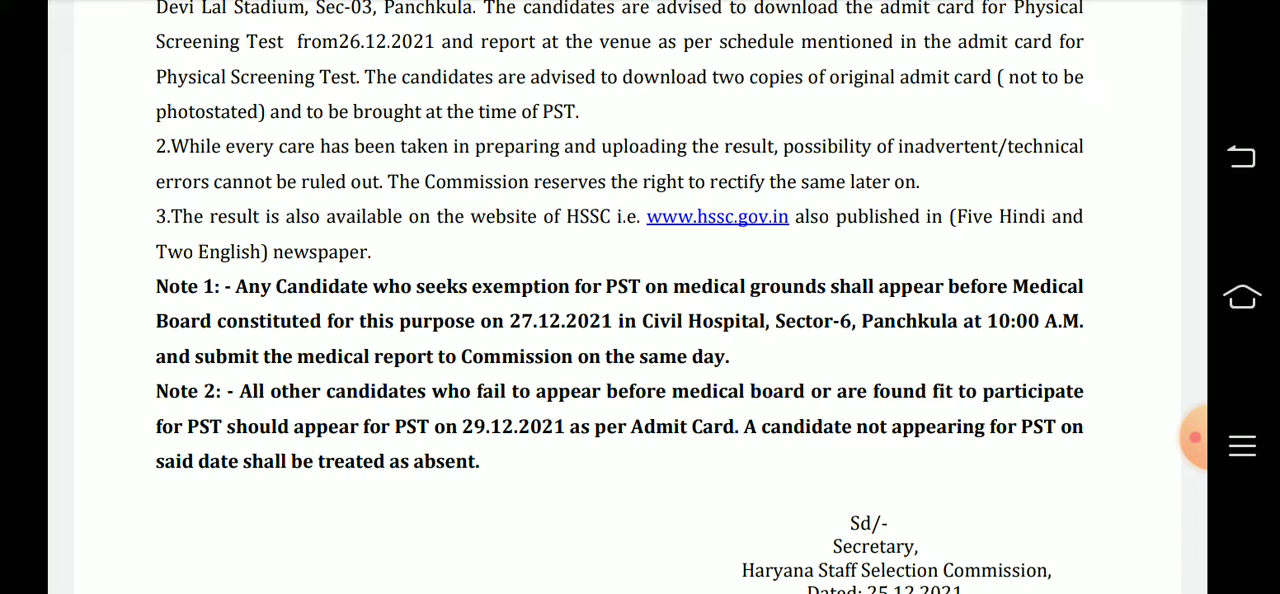 Devi Lal Stadium, Sec-03, Panchkula. The candidates are advised to download the admit card for Physical
Screening Test from26.12.2021 and report at the venue as per schedule mentioned in the admit card for
Physical Screening Test. The candidates are advised to download two copies of original admit card ( not to be
photostated) and to be brought at the time of PST.
2.While every care has been taken in preparing and uploading the result, possibility of inadvertent/technical
errors cannot be ruled out. The Commission reserves the right to rectify the same later on.
3.The result is also available on the website of HSSC i.e. www.hssc.gov.in also published in (Five Hindi and
Two English) newspaper.
Note 1: - Any Candidate who seeks exemption for PST on medical grounds shall appear before Medical
Board constituted for this purpose on 27.12.2021 in Civil Hospital, Sector-6, Panchkula at 10:00 A.M.
and submit the medical report to Commission on the same day.
Note 2: - All other candidates who fail to appear before medical board or are found fit to participate
for PST should appear for PST on 29.12.2021 as per Admit Card. A candidate not appearing for PST on
said date shall be treated as absent.
Sd/-
Secretary,
Haryana Staff Selection Commission,
Dated: 25.12.2021